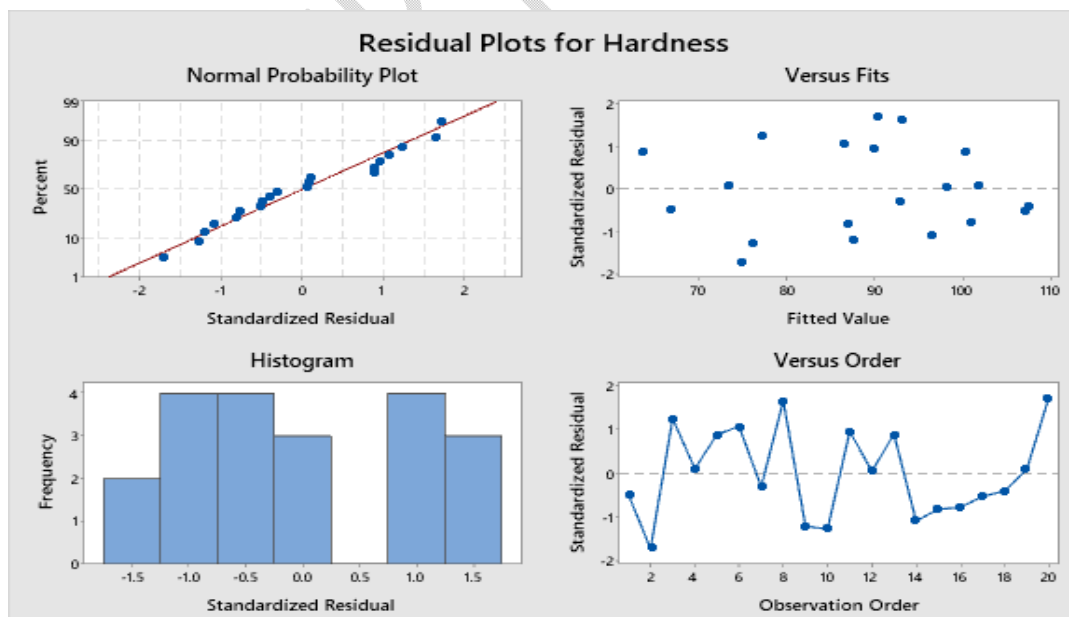 Residual Plots for Hardness
Normal Probability Plot
99
90
50
10
1
Percent
-2 -1 0 1 2
Standardized Residual
Versus Fits
2
1
0
-1
-2
Standardized Residual
70 80 90 100 110
Fitted Value
Histogram
4
3
2
1
0
Frequency
-1.5 -1.0 -0.5 0.0 0.5 1.0 1.5
Standardized Residual
Versus Order
2
1
0
-1
-2
Standardized Residual
2 4 6 8 10 12 14 16 18 20
Observation Order